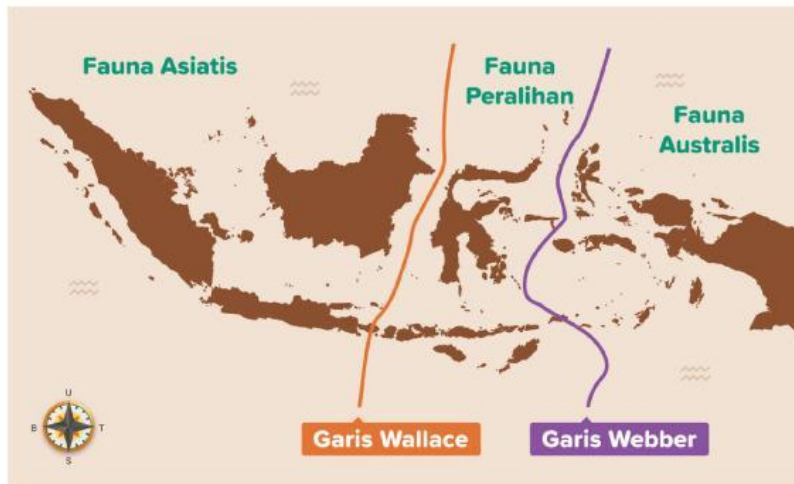 Fauna Asiatis
Fauna
Peralihan
Fauna
Australis
U
B
T
S
Garis Wallace
Garis Webber